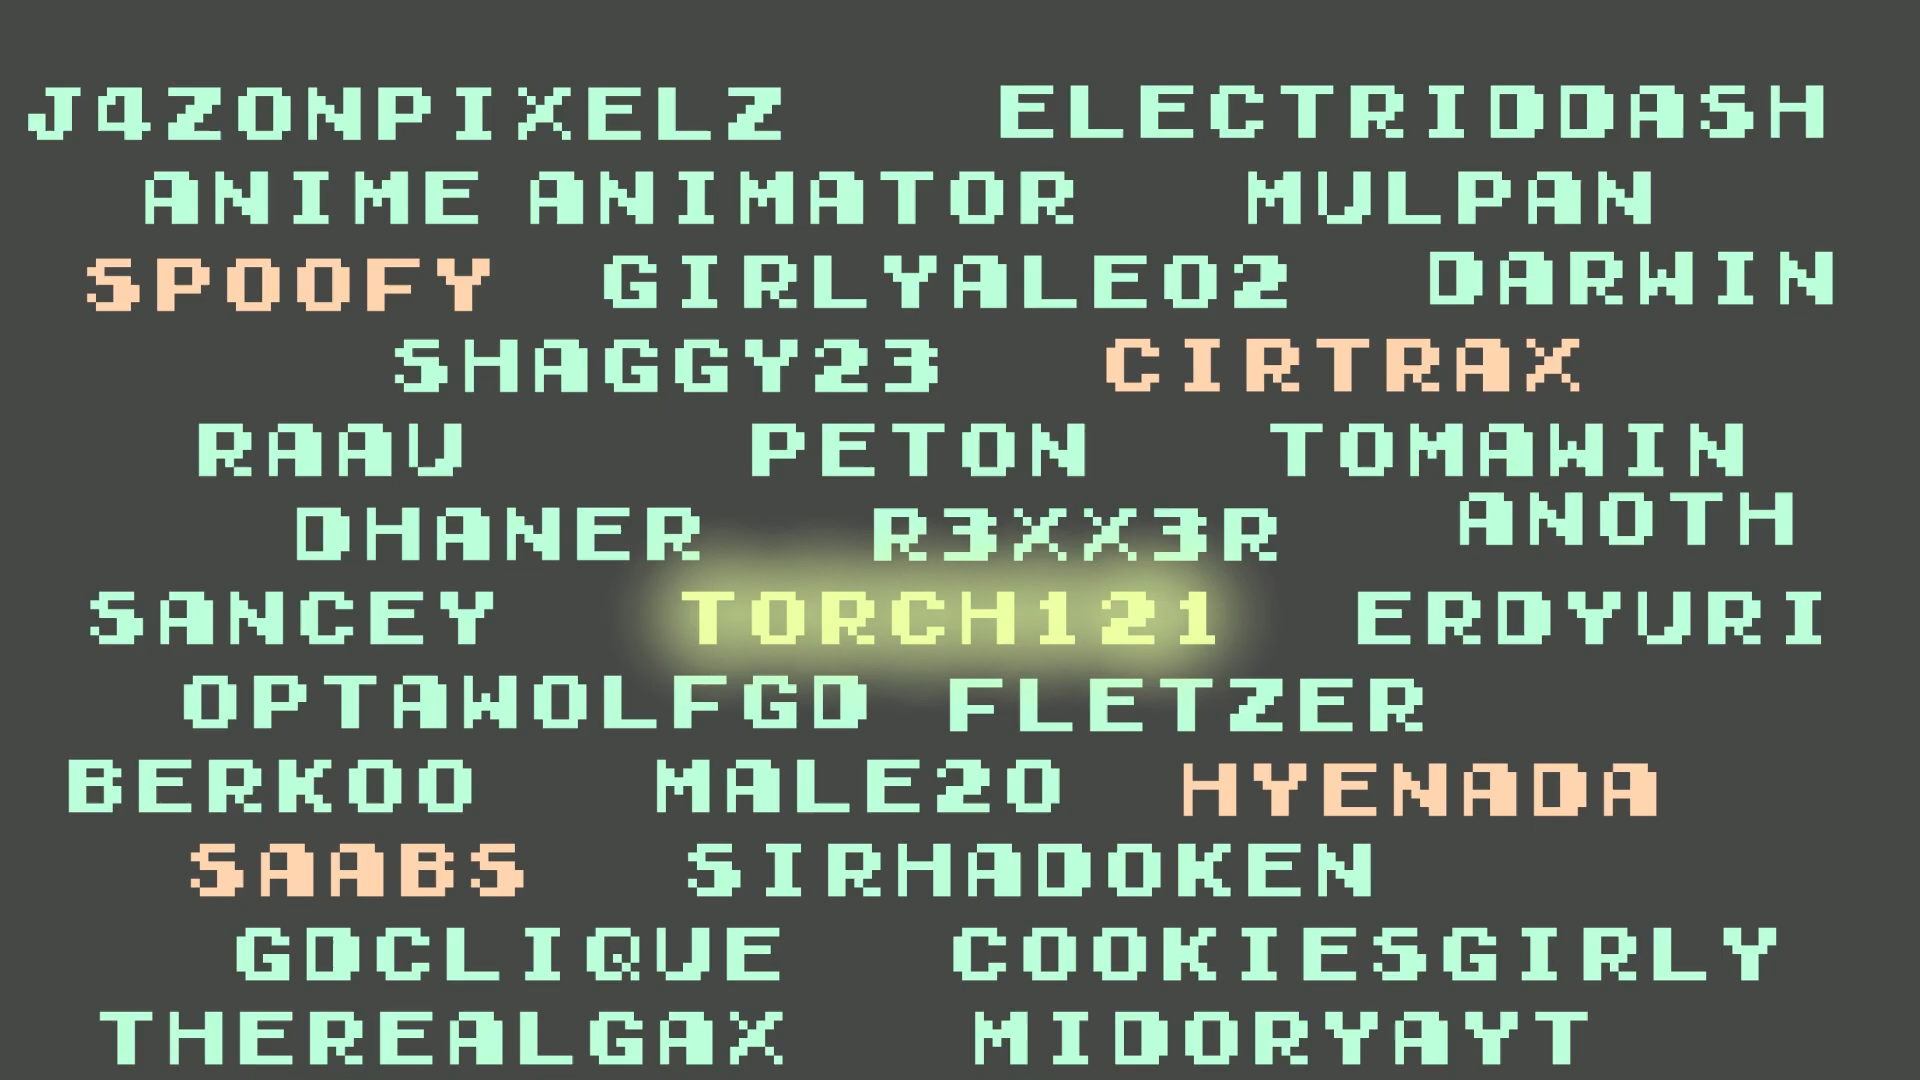 J4ZONPIXELZ ELECTRIDDASH
ANIME ANIMATOR MULPAN
SPOOFY GIRLYALE02 DARWIN
SHAGGY23 CIRTRAX
RAAU PETON TOMAWIN
DHANER R3XX3R ANOTH
SANCEY TORCH121 ERDYURI
OPTAWOLFGD FLETZER
BERKOO MALE20 HYENADA
SAABS SIRHADOKEN
GDCLIQUE COOKIESGIRLY
THEREALGAX MIDORYAYT